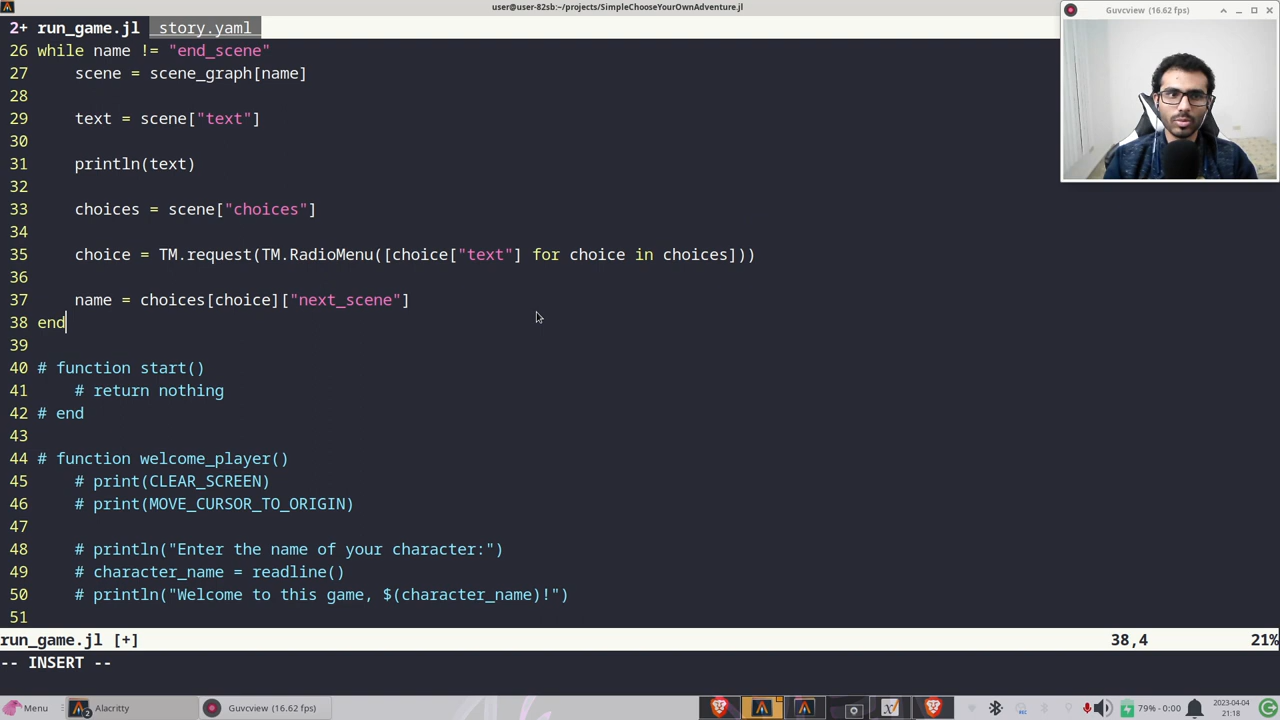 user@user-82sb:~/projects/SimpleChooseYourOwnAdventure.jl
2+ run_game.jl story.yaml
Guvcview (16.62 fps)
26 while name != "end_scene"
27 scene = scene_graph[name]
28
29 text = scene["text"]
30
31 println(text)
32
33 choices = scene["choices"]
34
35 choice = TM.request(TM.RadioMenu([choice["text"] for choice in choices]))
36
37 name = choices[choice]["next_scene"]
38 end
39
40 # function start()
41 # return nothing
42 # end
43
44 # function welcome_player()
45 # print(CLEAR_SCREEN)
46 # print(MOVE_CURSOR_TO_ORIGIN)
47
48 # println("Enter the name of your character:")
49 # character_name = readline()
50 # println("Welcome to this game, $(character_name)!")
51
run_game.jl [+] 38,4 21%
-- INSERT --
Menu 2 Alacritty Guvcview (16.62 fps) 79% - 0:00 2023-04-04
21:18